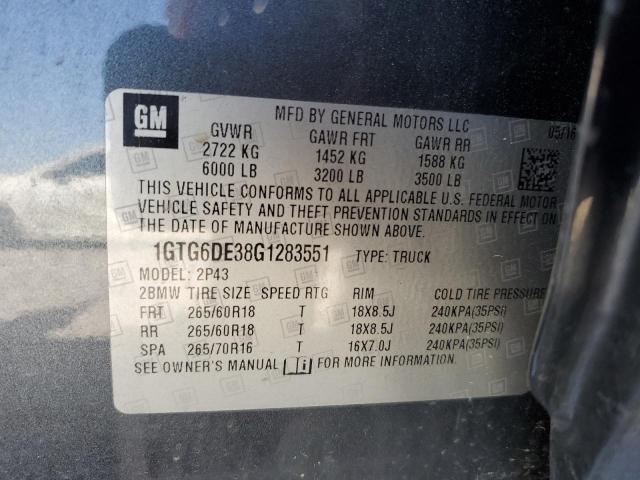 GM
MFD BY GENERAL MOTORS LLC 05/16
GVWR GAWR FRT GAWR RR
2722 KG 1452 KG 1588 KG
6000 LB 3200 LB 3500 LB
THIS VEHICLE CONFORMS TO ALL APPLICABLE U.S. FEDERAL MOTOR
VEHICLE SAFETY AND THEFT PREVENTION STANDARDS IN EFFECT ON
THE DATE OF MANUFACTURE SHOWN ABOVE.
1GTG6DE38G1283551 TYPE: TRUCK
MODEL: 2P43
2BMW TIRE SIZE SPEED RTG RIM COLD TIRE PRESSURE
FRT 265/60R18 T 18X8.5J 240KPA(35PSI)
RR 265/60R18 T 18X8.5J 240KPA(35PSI)
SPA 265/70R16 T 16X7.0J 240KPA(35PSI)
SEE OWNER'S MANUAL i FOR MORE INFORMATION.